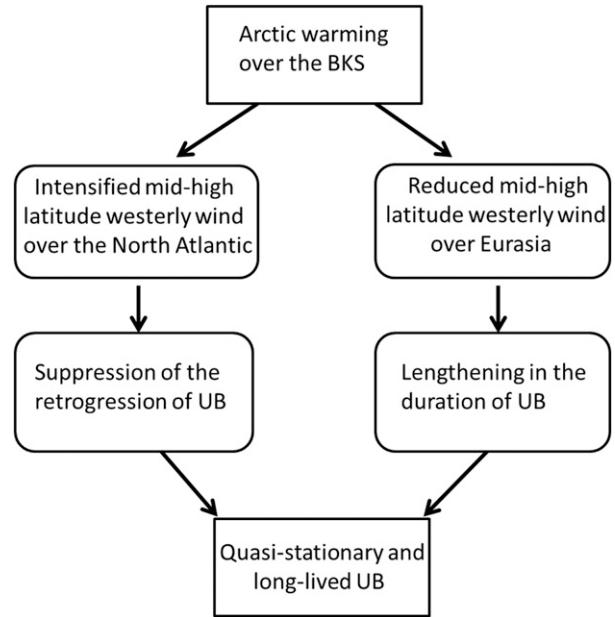 Arctic warming
over the BKS
Intensified mid-high
latitude westerly wind
over the North Atlantic
Reduced mid-high
latitude westerly wind
over Eurasia
Suppression of the
retrogression of UB
Lengthening in the
duration of UB
Quasi-stationary and
long-lived UB